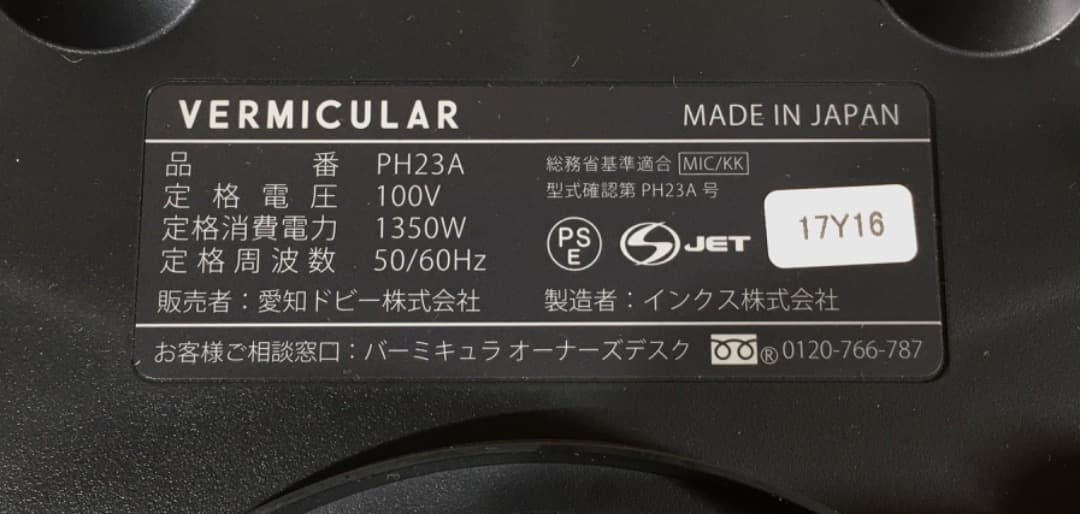 VERMICULAR MADE IN JAPAN
品番 PH23A
定格電圧 100V
定格消費電力 1350W
定格周波数 50/60Hz
総務省基準適合 MIC/KK
型式確認第 PH23A 号
PS
E
JET
17Y16
販売者：愛知ドビー株式会社
製造者：インクス株式会社
お客様ご相談窓口：バーミキュラ オーナーズデスク ®0120-766-787